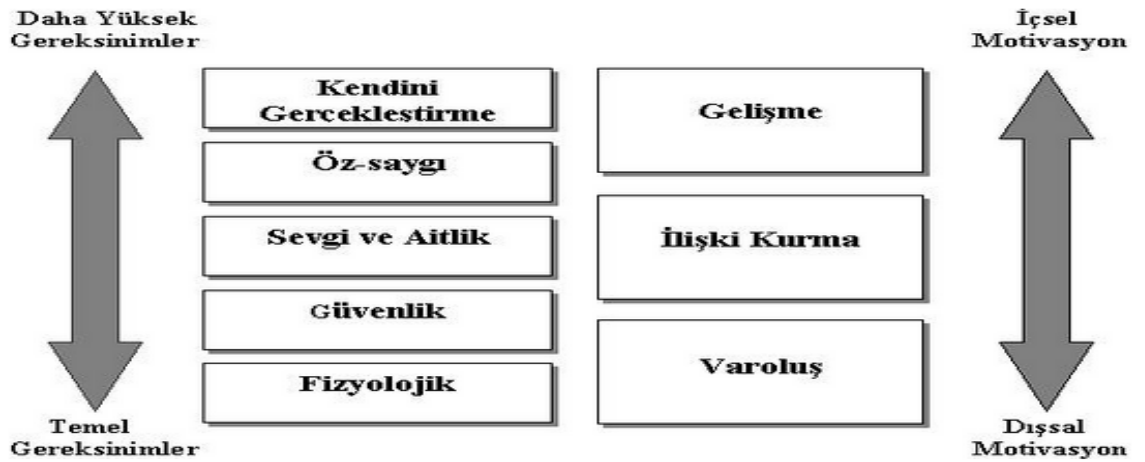 Daha Yüksek
Gereksinimler
İçsel
Motivasyon
Kendini
Gerçekleştirme
Öz-saygı
Sevgi ve Aitlik
Güvenlik
Fizyolojik
Gelişme
İlişki Kurma
Varoluş
Temel
Gereksinimler
Dışsal
Motivasyon